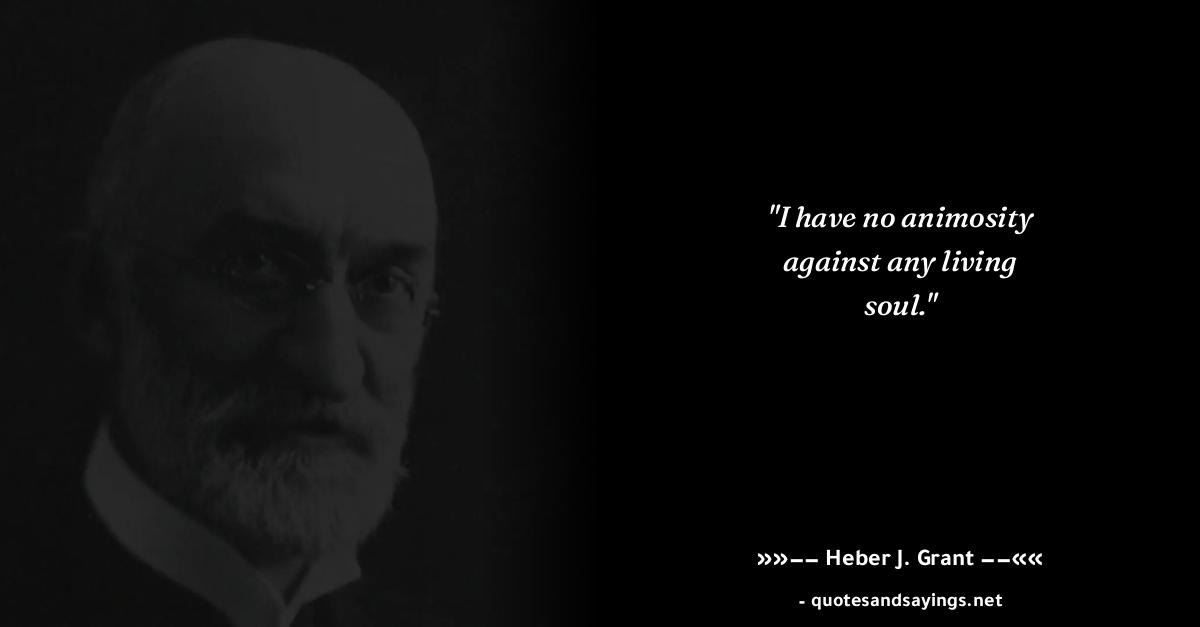 "I have no animosity
against any living
soul."
»»-- Heber J. Grant --««
- quotesandsayings.net